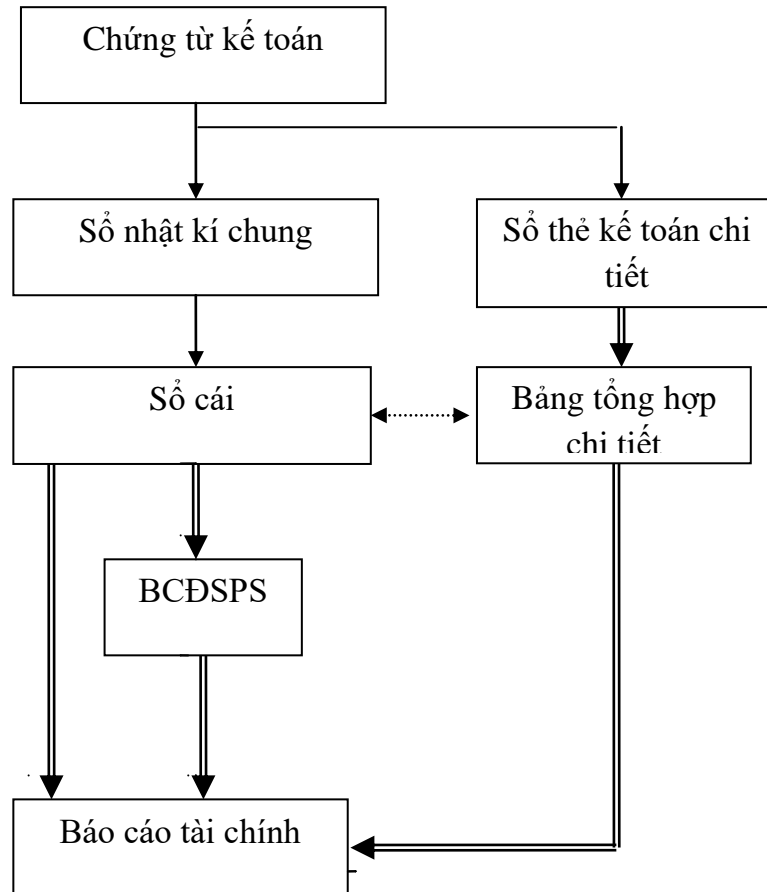 Chứng từ kế toán
Sổ nhật kí chung
Sổ thẻ kế toán chi
tiết
Sổ cái
Bảng tổng hợp
chi tiết
BCĐSPS
Báo cáo tài chính